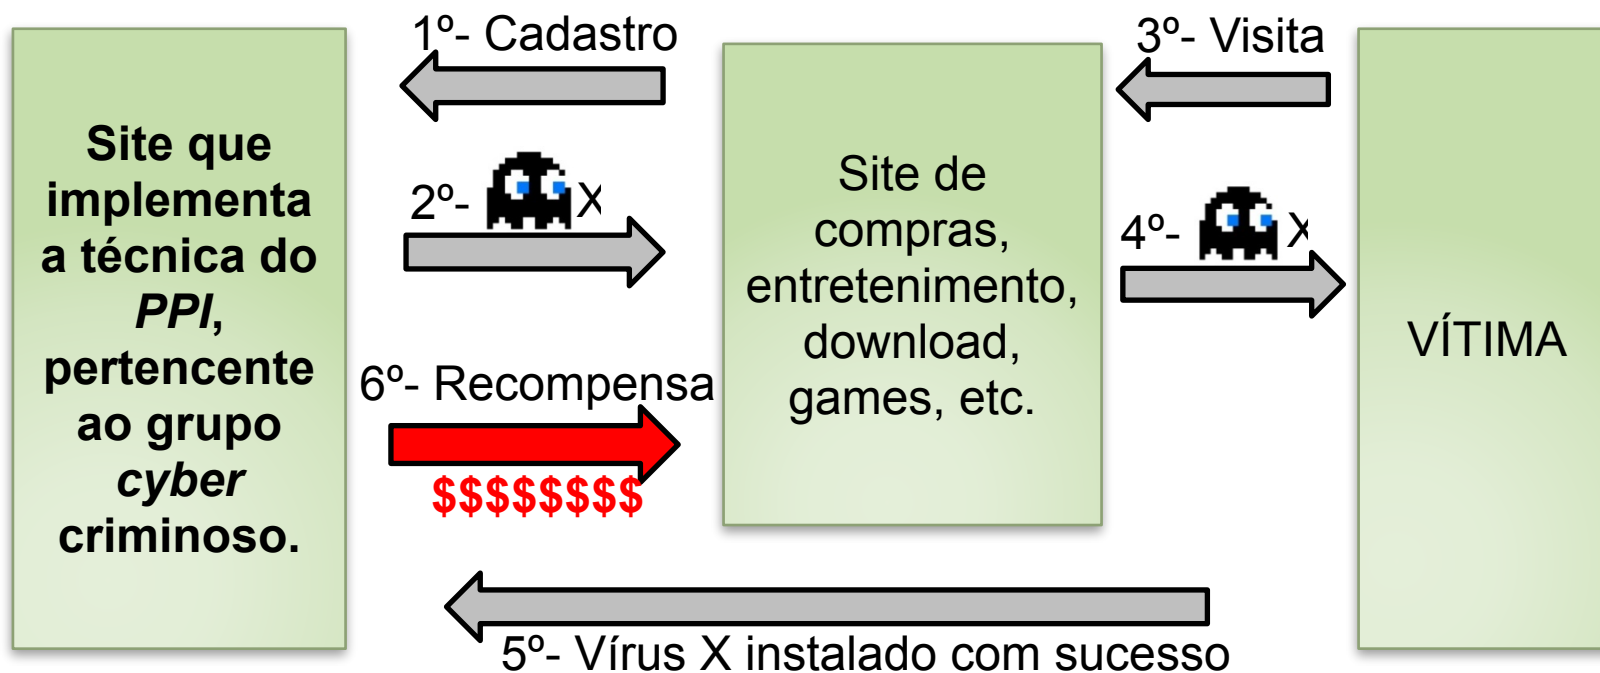 Site que
implementa
a técnica do
PPI,
pertencente
ao grupo
cyber
criminoso.
1º- Cadastro
2º- X
6º- Recompensa
$$$$$$$$
Site de
compras,
entretenimento,
download,
games, etc.
3º- Visita
4º- X
VÍTIMA
5º- Vírus X instalado com sucesso